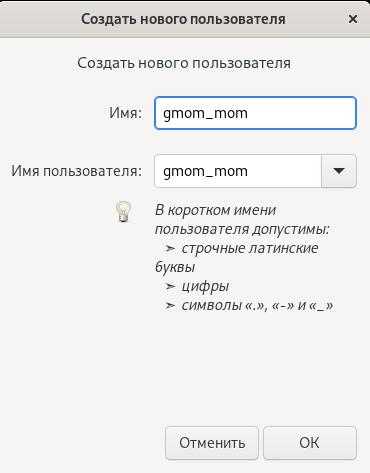 Создать нового пользователя
Создать нового пользователя
Имя: gmom_mom
Имя пользователя: gmom_mom
В коротком имени
пользователя допустимы:
➣ строчные латинские
буквы
➣ цифры
➣ символы «.», «-» и «_»
Отменить OK